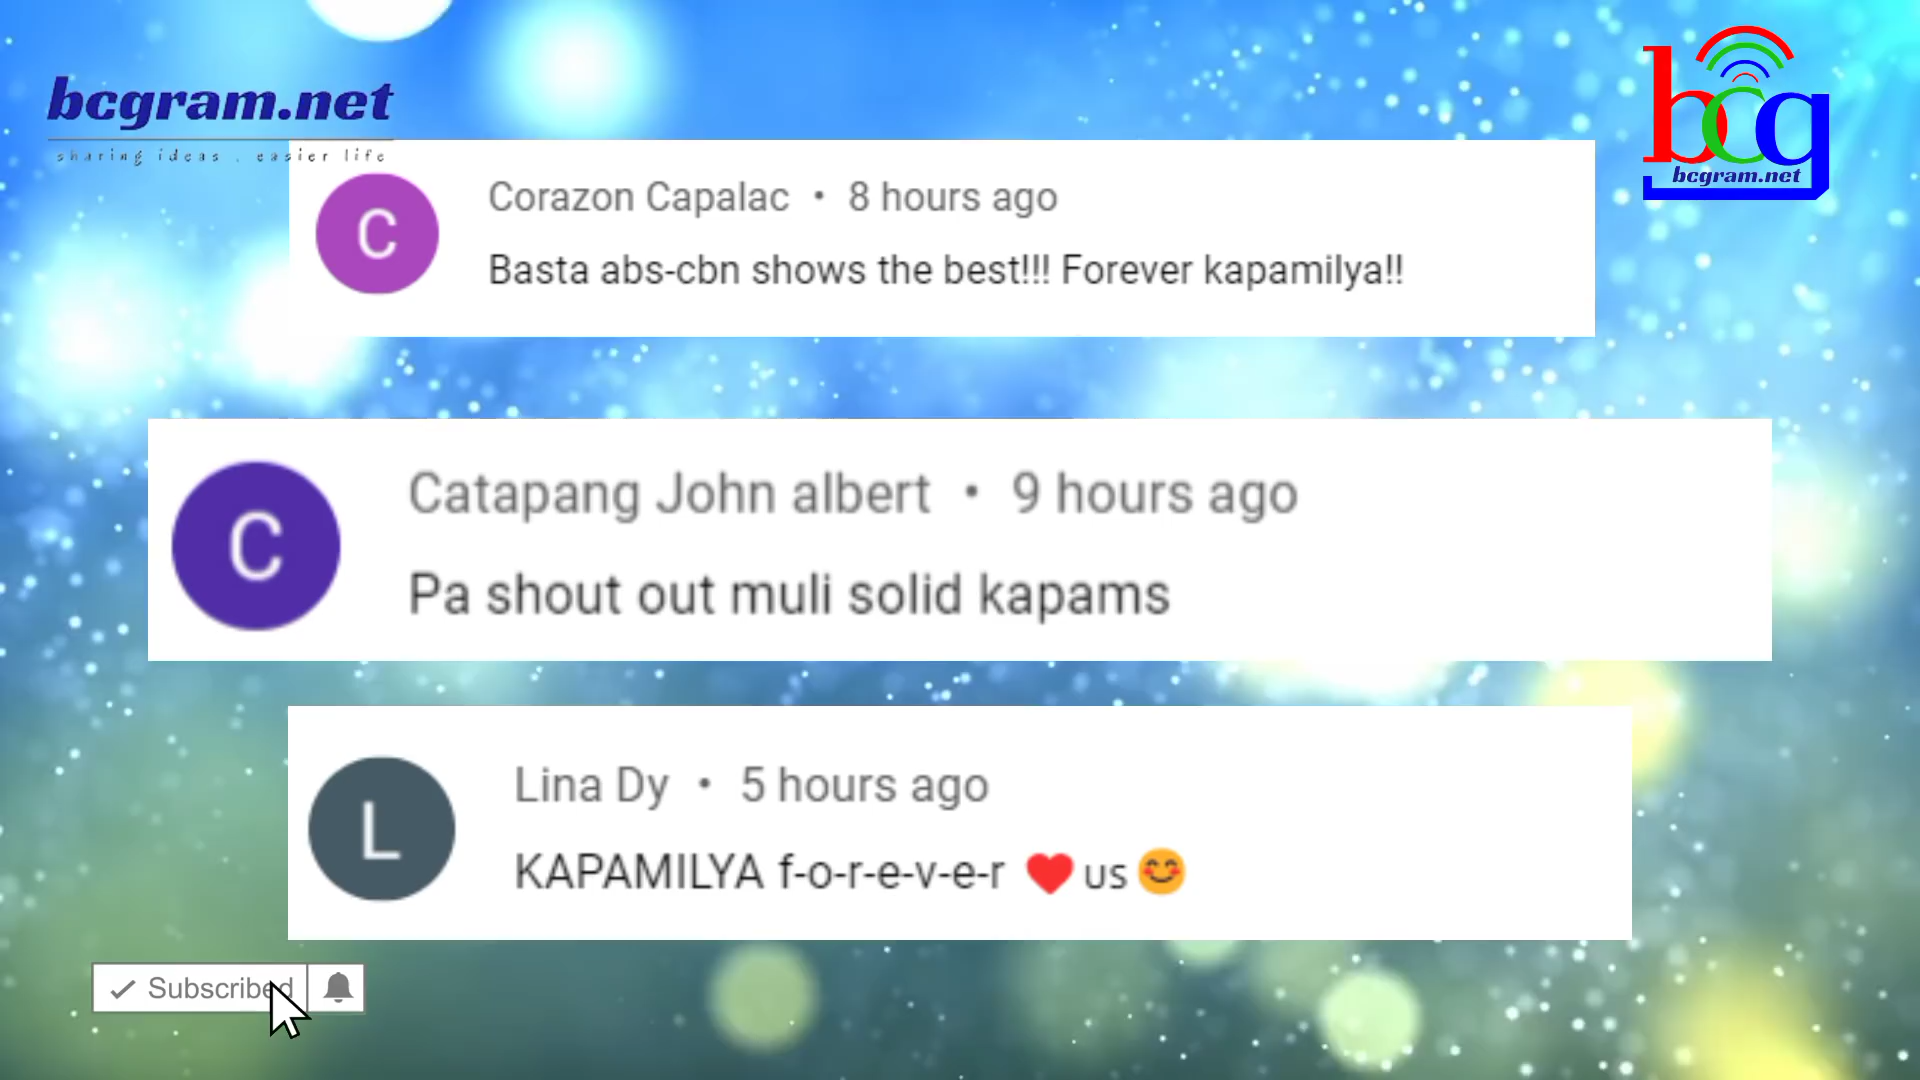 bcgram.net
sharing ideas . easier life
bcg
bcgram.net
C
Corazon Capalac • 8 hours ago
Basta abs-cbn shows the best!!! Forever kapamilya!!
C
Catapang John albert • 9 hours ago
Pa shout out muli solid kapams
L
Lina Dy • 5 hours ago
KAPAMILYA f-o-r-e-v-e-r ❤️ us 😊
Subscribed